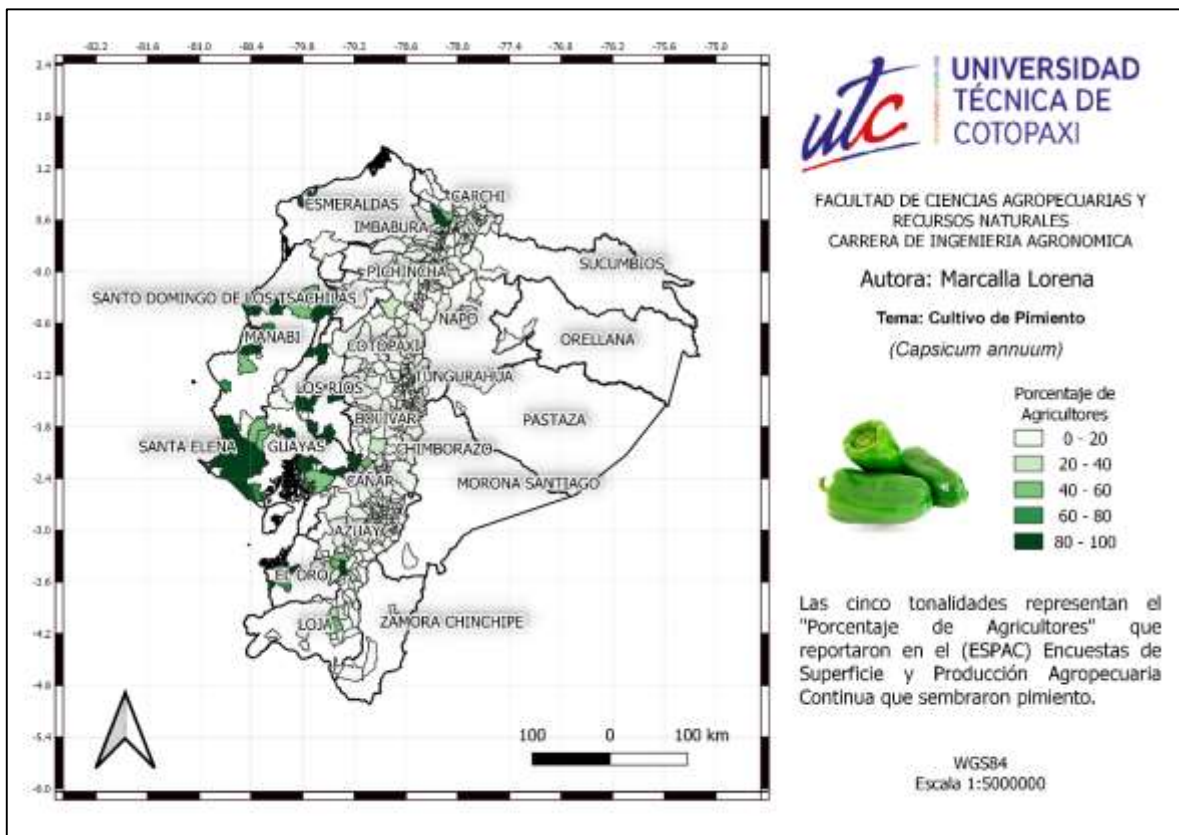 -82.2 -81.6 -81.0 -80.4 -79.8 -79.2 -78.6 -78.0 -77.4 -76.8 -76.2 -75.6 -75.0
2.4
1.8
1.2
0.6
0.0
-0.6
-1.2
-1.8
-2.4
-3.0
-3.6
-4.2
-4.8
-5.4
-6.0
ESMERALDAS
CARCHI
IMBABURA
SUCUMBIOS
PICHINCHA
SANTO DOMINGO DE LOS TSACHILAS
NAPO
MANABI
COTOPAXI
ORELLANA
TUNGURAHUA
LOS RIOS
BOLIVAR
PASTAZA
SANTA ELENA
GUAYAS
CHIMBORAZO
CAÑAR
MORONA SANTIAGO
AZUAY
EL ORO
LOJA
ZAMORA CHINCHIPE
100 0 100 km
utc
UNIVERSIDAD
TÉCNICA DE
COTOPAXI
FACULTAD DE CIENCIAS AGROPECUARIAS Y
RECURSOS NATURALES
CARRERA DE INGENIERIA AGRONOMICA
Autora: Marcalla Lorena
Tema: Cultivo de Pimiento
(Capsicum annuum)
Porcentaje de
Agricultores
0 - 20
20 - 40
40 - 60
60 - 80
80 - 100
Las cinco tonalidades representan el
"Porcentaje de Agricultores" que
reportaron en el (ESPAC) Encuestas de
Superficie y Producción Agropecuaria
Continua que sembraron pimiento.
WGS84
Escala 1:5000000